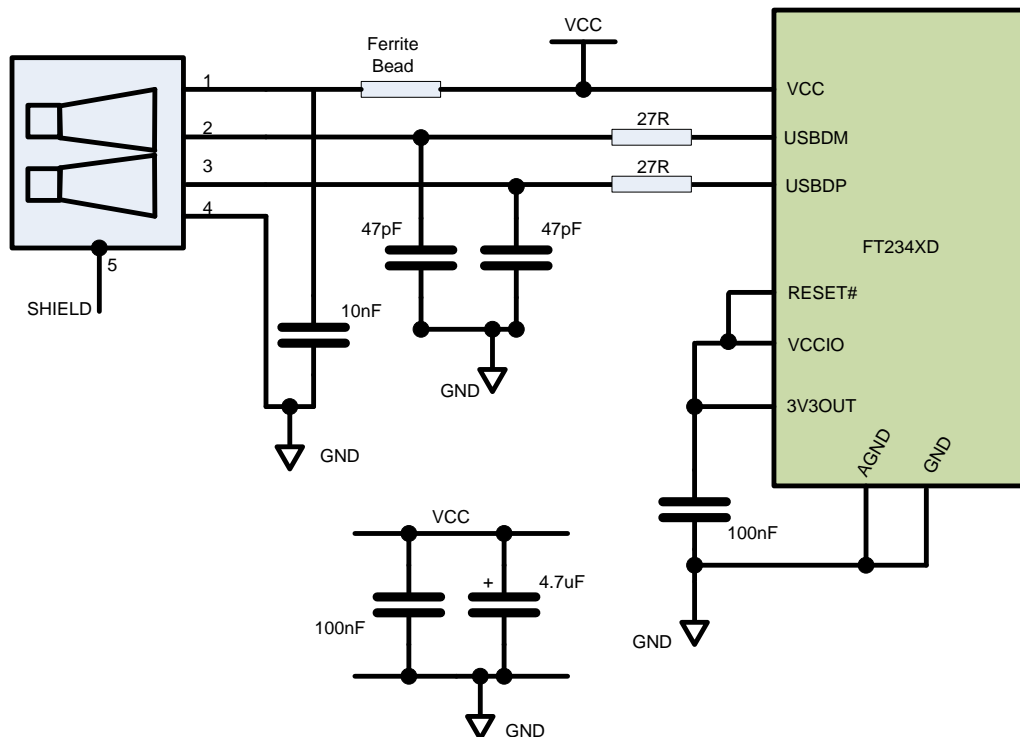 VCC
Ferrite
Bead
1
VCC
27R
2
USBDM
27R
3
USBDP
4
47pF
47pF
FT234XD
5
SHIELD
RESET#
10nF
VCCIO
GND
3V3OUT
GND
AGND
GND
VCC
100nF
+
4.7uF
100nF
GND
GND